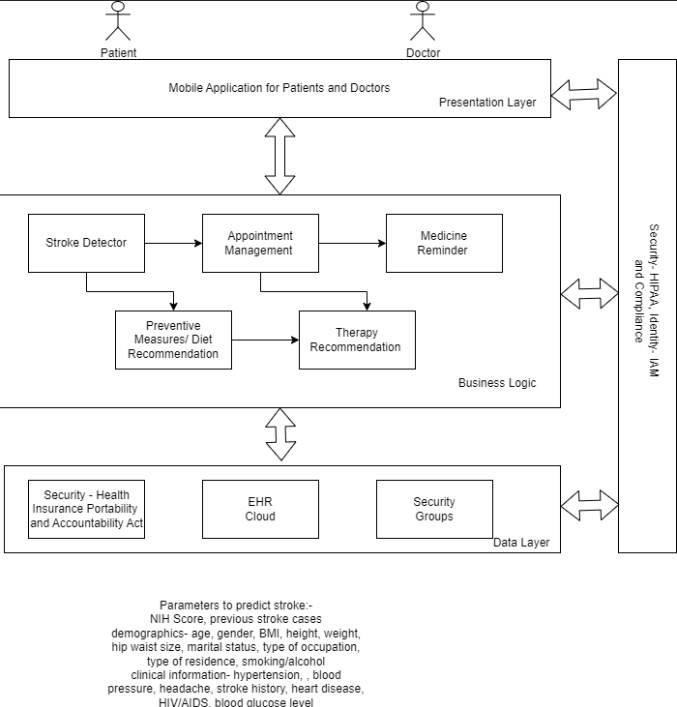 Patient
Doctor
Mobile Application for Patients and Doctors
Presentation Layer
Stroke Detector
Appointment
Management
Medicine
Reminder
Preventive
Measures/ Diet
Recommendation
Therapy
Recommendation
Business Logic
Security- HIPAA, Identity- IAM
and Compliance
Security - Health
Insurance Portability
and Accountability Act
EHR
Cloud
Security
Groups
Data Layer
Parameters to predict stroke:-
NIH Score, previous stroke cases
demographics- age, gender, BMI, height, weight,
hip waist size, marital status, type of occupation,
type of residence, smoking/alcohol
clinical information- hypertension, , blood
pressure, headache, stroke history, heart disease,
HIV/AIDS, blood glucose level